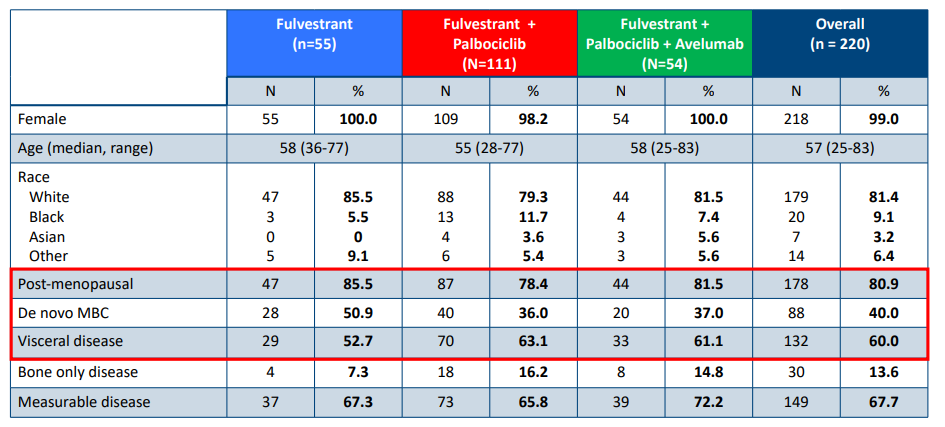 Fulvestrant (n=55) Fulvestrant + Palbociclib (N=111) Fulvestrant + Palbociclib + Avelumab (N=54) Overall (n = 220)
N % N % N % N %
Female 55 100.0 109 98.2 54 100.0 218 99.0
Age (median, range) 58 (36-77) 55 (28-77) 58 (25-83) 57 (25-83)
Race
White 47 85.5 88 79.3 44 81.5 179 81.4
Black 3 5.5 13 11.7 4 7.4 20 9.1
Asian 0 0 4 3.6 3 5.6 7 3.2
Other 5 9.1 6 5.4 3 5.6 14 6.4
Post-menopausal 47 85.5 87 78.4 44 81.5 178 80.9
De novo MBC 28 50.9 40 36.0 20 37.0 88 40.0
Visceral disease 29 52.7 70 63.1 33 61.1 132 60.0
Bone only disease 4 7.3 18 16.2 8 14.8 30 13.6
Measurable disease 37 67.3 73 65.8 39 72.2 149 67.7